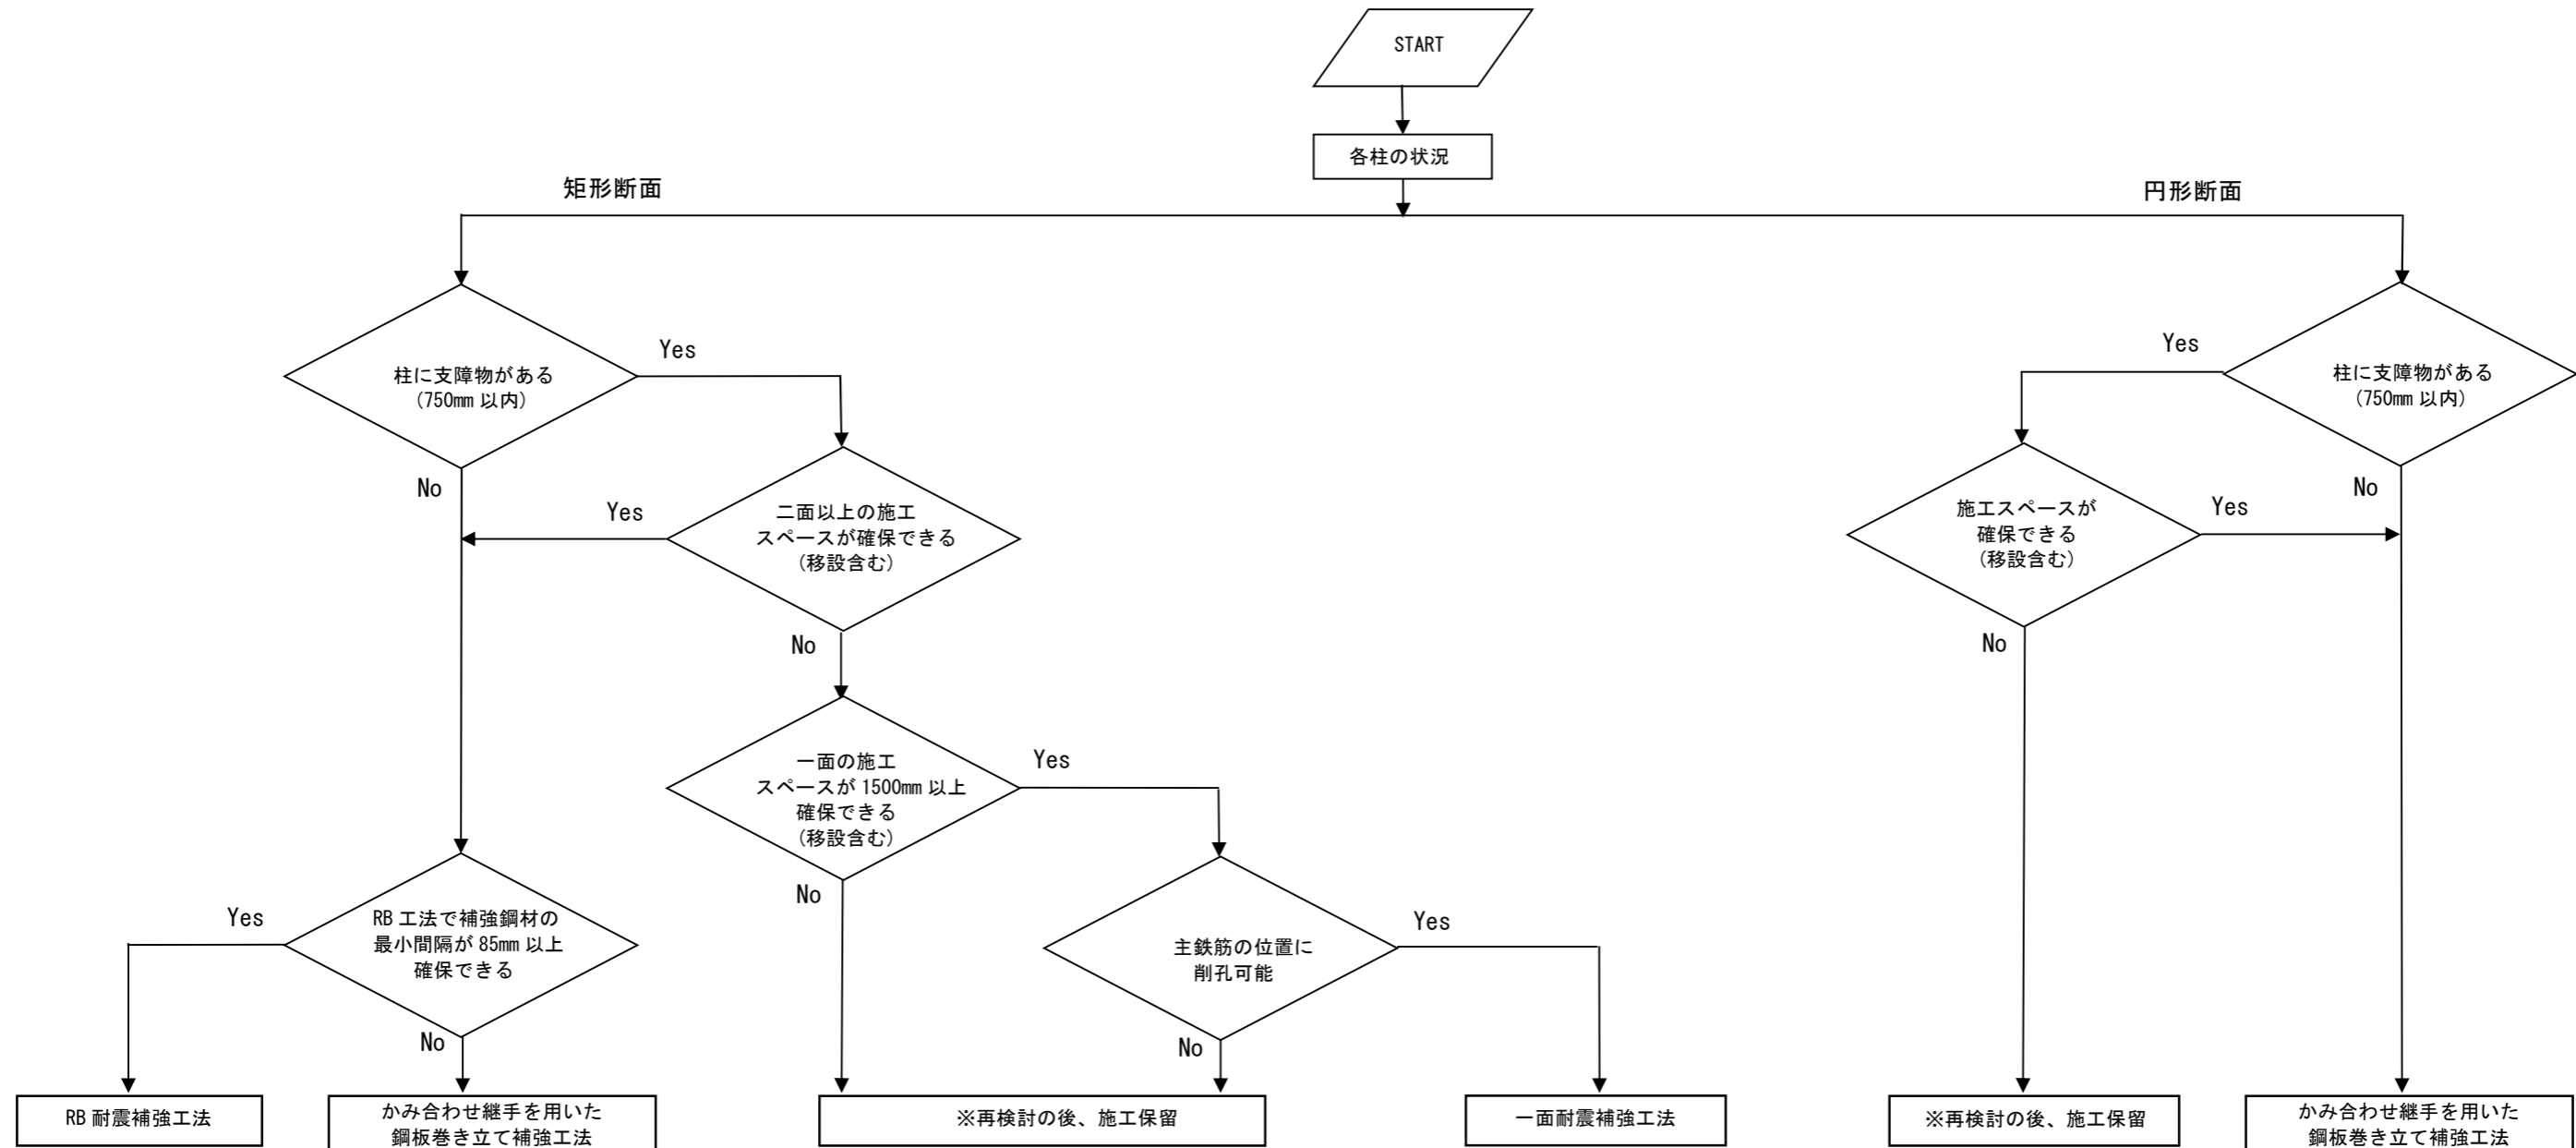 START
各柱の状況
矩形断面
円形断面
柱に支障物がある
(750mm 以内)
Yes
No
柱に支障物がある
(750mm 以内)
Yes
No
二面以上の施工
スペースが確保できる
(移設含む)
Yes
No
施工スペースが
確保できる
(移設含む)
Yes
No
一面の施工
スペースが 1500mm 以上
確保できる
(移設含む)
Yes
No
RB 工法で補強鋼材の
最小間隔が 85mm 以上
確保できる
Yes
No
主鉄筋の位置に
削孔可能
Yes
No
RB 耐震補強工法
かみ合わせ継手を用いた
鋼板巻き立て補強工法
※再検討の後、施工保留
一面耐震補強工法
※再検討の後、施工保留
かみ合わせ継手を用いた
鋼板巻き立て補強工法